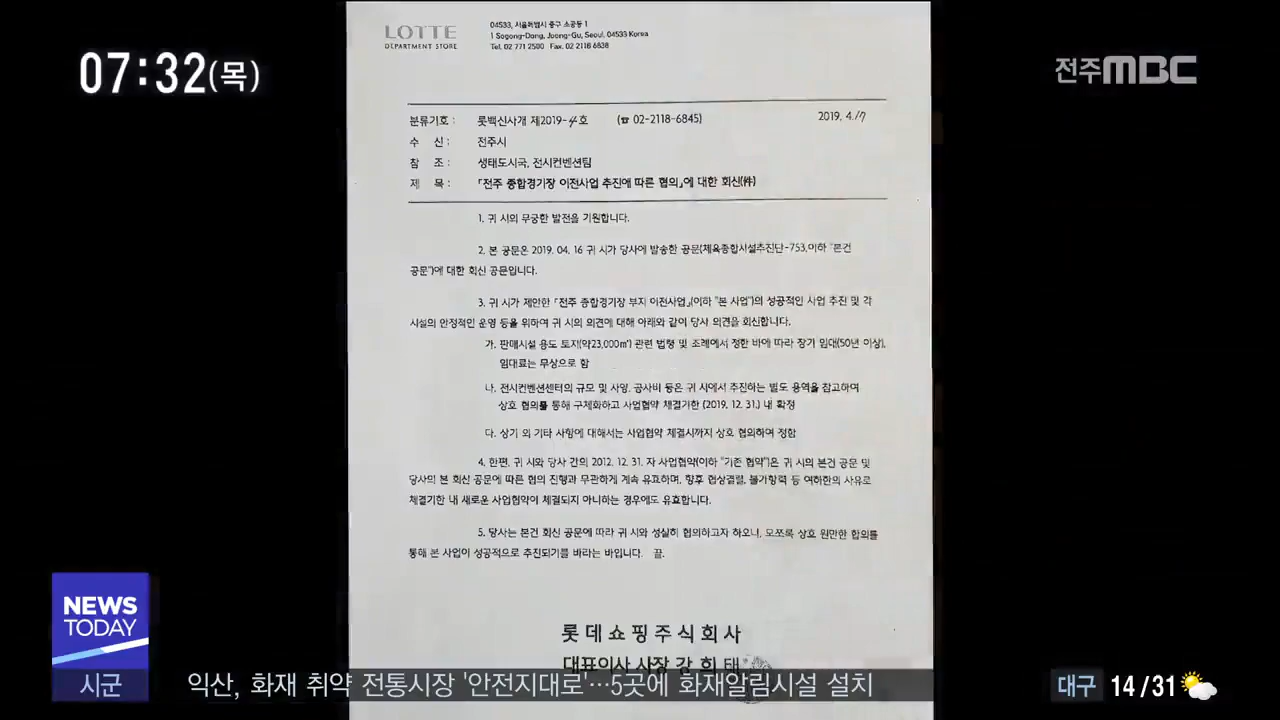 LOTTE
DEPARTMENT STORE
04533, 서울특별시 중구 소공동 1
1 Sogong-Dong, Joong-Gu, Seoul, 04533 Korea
Tel. 02 771 2500 Fax. 02 2118 6638
07:32(목)
전주MBC
분류기호 : 롯백신사개 제2019-4호 (☎ 02-2118-6845) 2019. 4./7
수 신 : 전주시
참 조 : 생태도시국, 전시컨벤션팀
제 목 : 「전주 종합경기장 이전사업 추진에 따른 협의」에 대한 회신(件)
1. 귀 시의 무궁한 발전을 기원합니다.
2. 본 공문은 2019. 04. 16 귀 시가 당사에 발송한 공문(체육종합시설추진단-753,이하 "본건
공문")에 대한 회신 공문입니다.
3. 귀 시가 제안한 「전주 종합경기장 부지 이전사업」(이하 "본 사업")의 성공적인 사업 추진 및 각
시설의 안정적인 운영 등을 위하여 귀 시의 의견에 대해 아래와 같이 당사 의견을 회신합니다.
가. 판매시설 용도 토지(약23,000㎡) 관련 법령 및 조례에서 정한 바에 따라 장기 임대(50년 이상),
임대료는 무상으로 함
나. 전시컨벤션센터의 규모 및 사양, 공사비 등은 귀 시에서 추진하는 별도 용역을 참고하여
상호 협의를 통해 구체화하고 사업협약 체결기한 (2019. 12. 31.) 내 확정
다. 상기 외 기타 사항에 대해서는 사업협약 체결시까지 상호 협의하여 정함
4. 한편, 귀 시와 당사 간의 2012. 12. 31. 자 사업협약(이하 "기존 협약")은 귀 시의 본건 공문 및
당사의 본 회신 공문에 따른 협의 진행과 무관하게 계속 유효하며, 향후 협상결렬, 불가항력 등 여하한의 사유로
체결기한 내 새로운 사업협약이 체결되지 아니하는 경우에도 유효합니다.
5. 당사는 본건 회신 공문에 따라 귀 시와 성실히 협의하고자 하오니, 모쪼록 상호 원만한 합의를
통해 본 사업이 성공적으로 추진되기를 바라는 바입니다. 끝.
롯데쇼핑주식회사
대표이사 사장 강희태
NEWS
TODAY
시군 익산, 화재 취약 전통시장 '안전지대로'…5곳에 화재알림시설 설치
대구 14/31